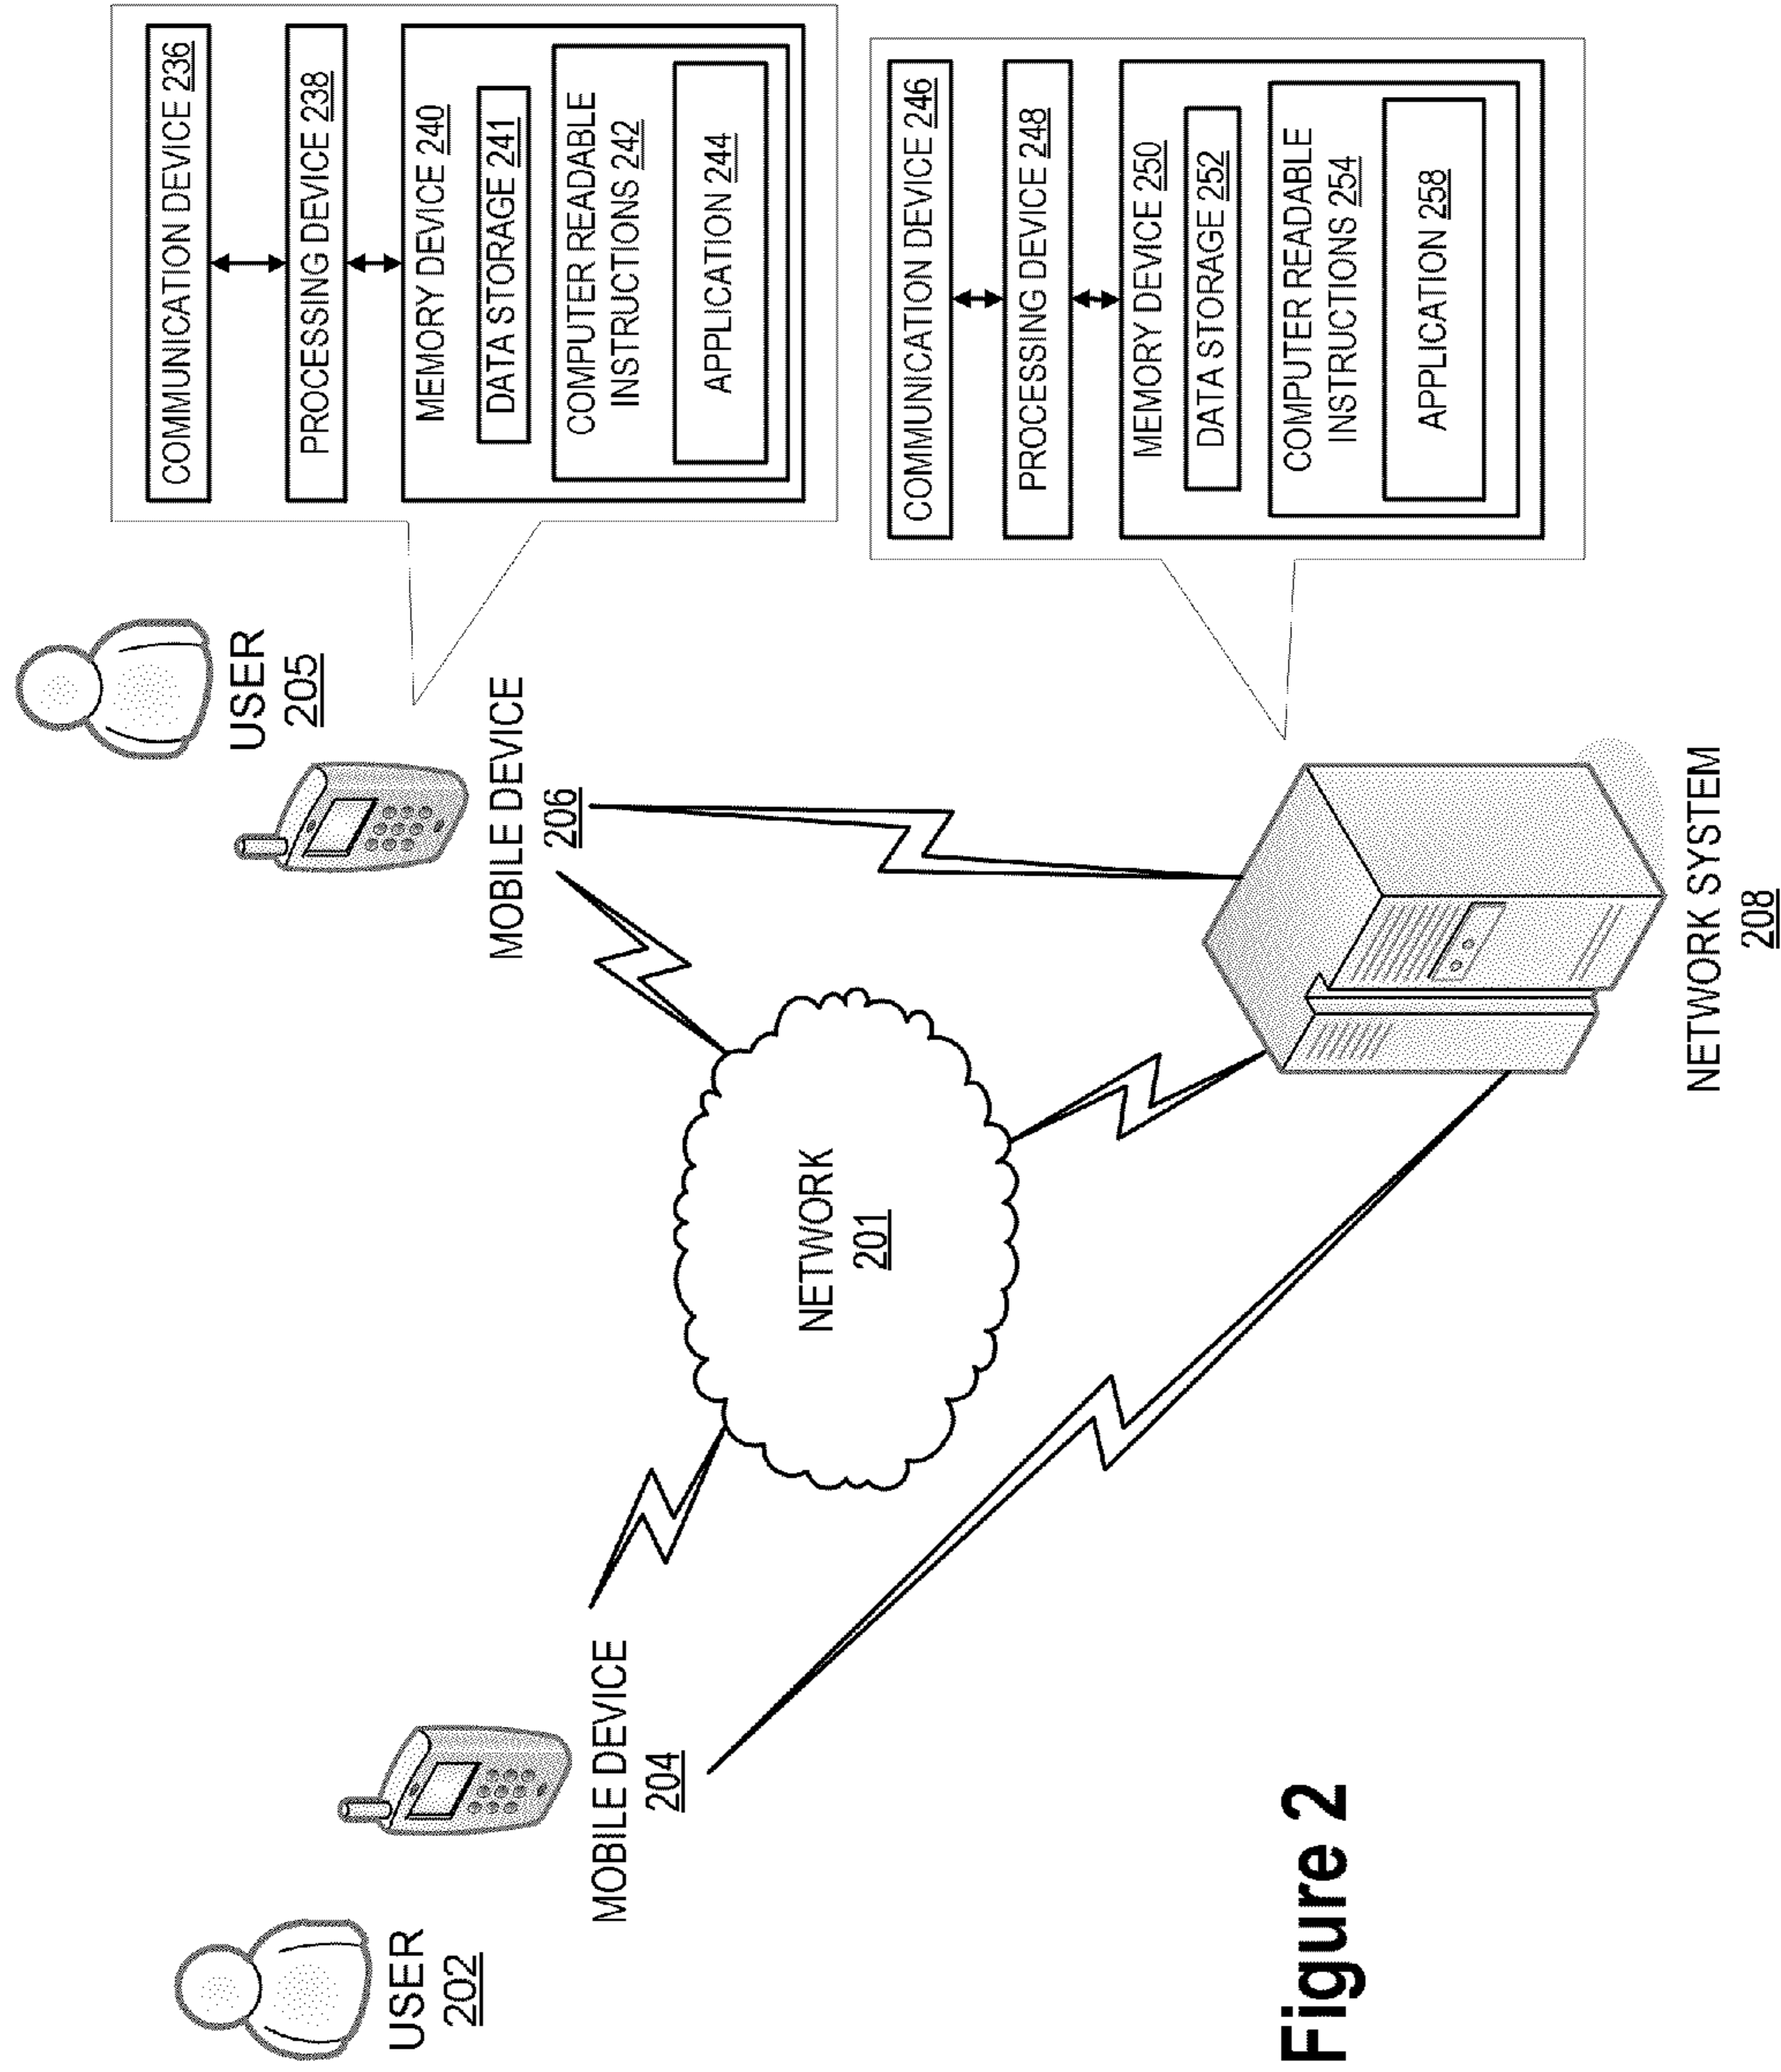 USER
202
MOBILE DEVICE
204
USER
205
MOBILE DEVICE
206
NETWORK
201
NETWORK SYSTEM
208
COMMUNICATION DEVICE 236
PROCESSING DEVICE 238
MEMORY DEVICE 240
DATA STORAGE 241
COMPUTER READABLE
INSTRUCTIONS 242
APPLICATION 244
COMMUNICATION DEVICE 246
PROCESSING DEVICE 248
MEMORY DEVICE 250
DATA STORAGE 252
COMPUTER READABLE
INSTRUCTIONS 254
APPLICATION 258
Figure 2